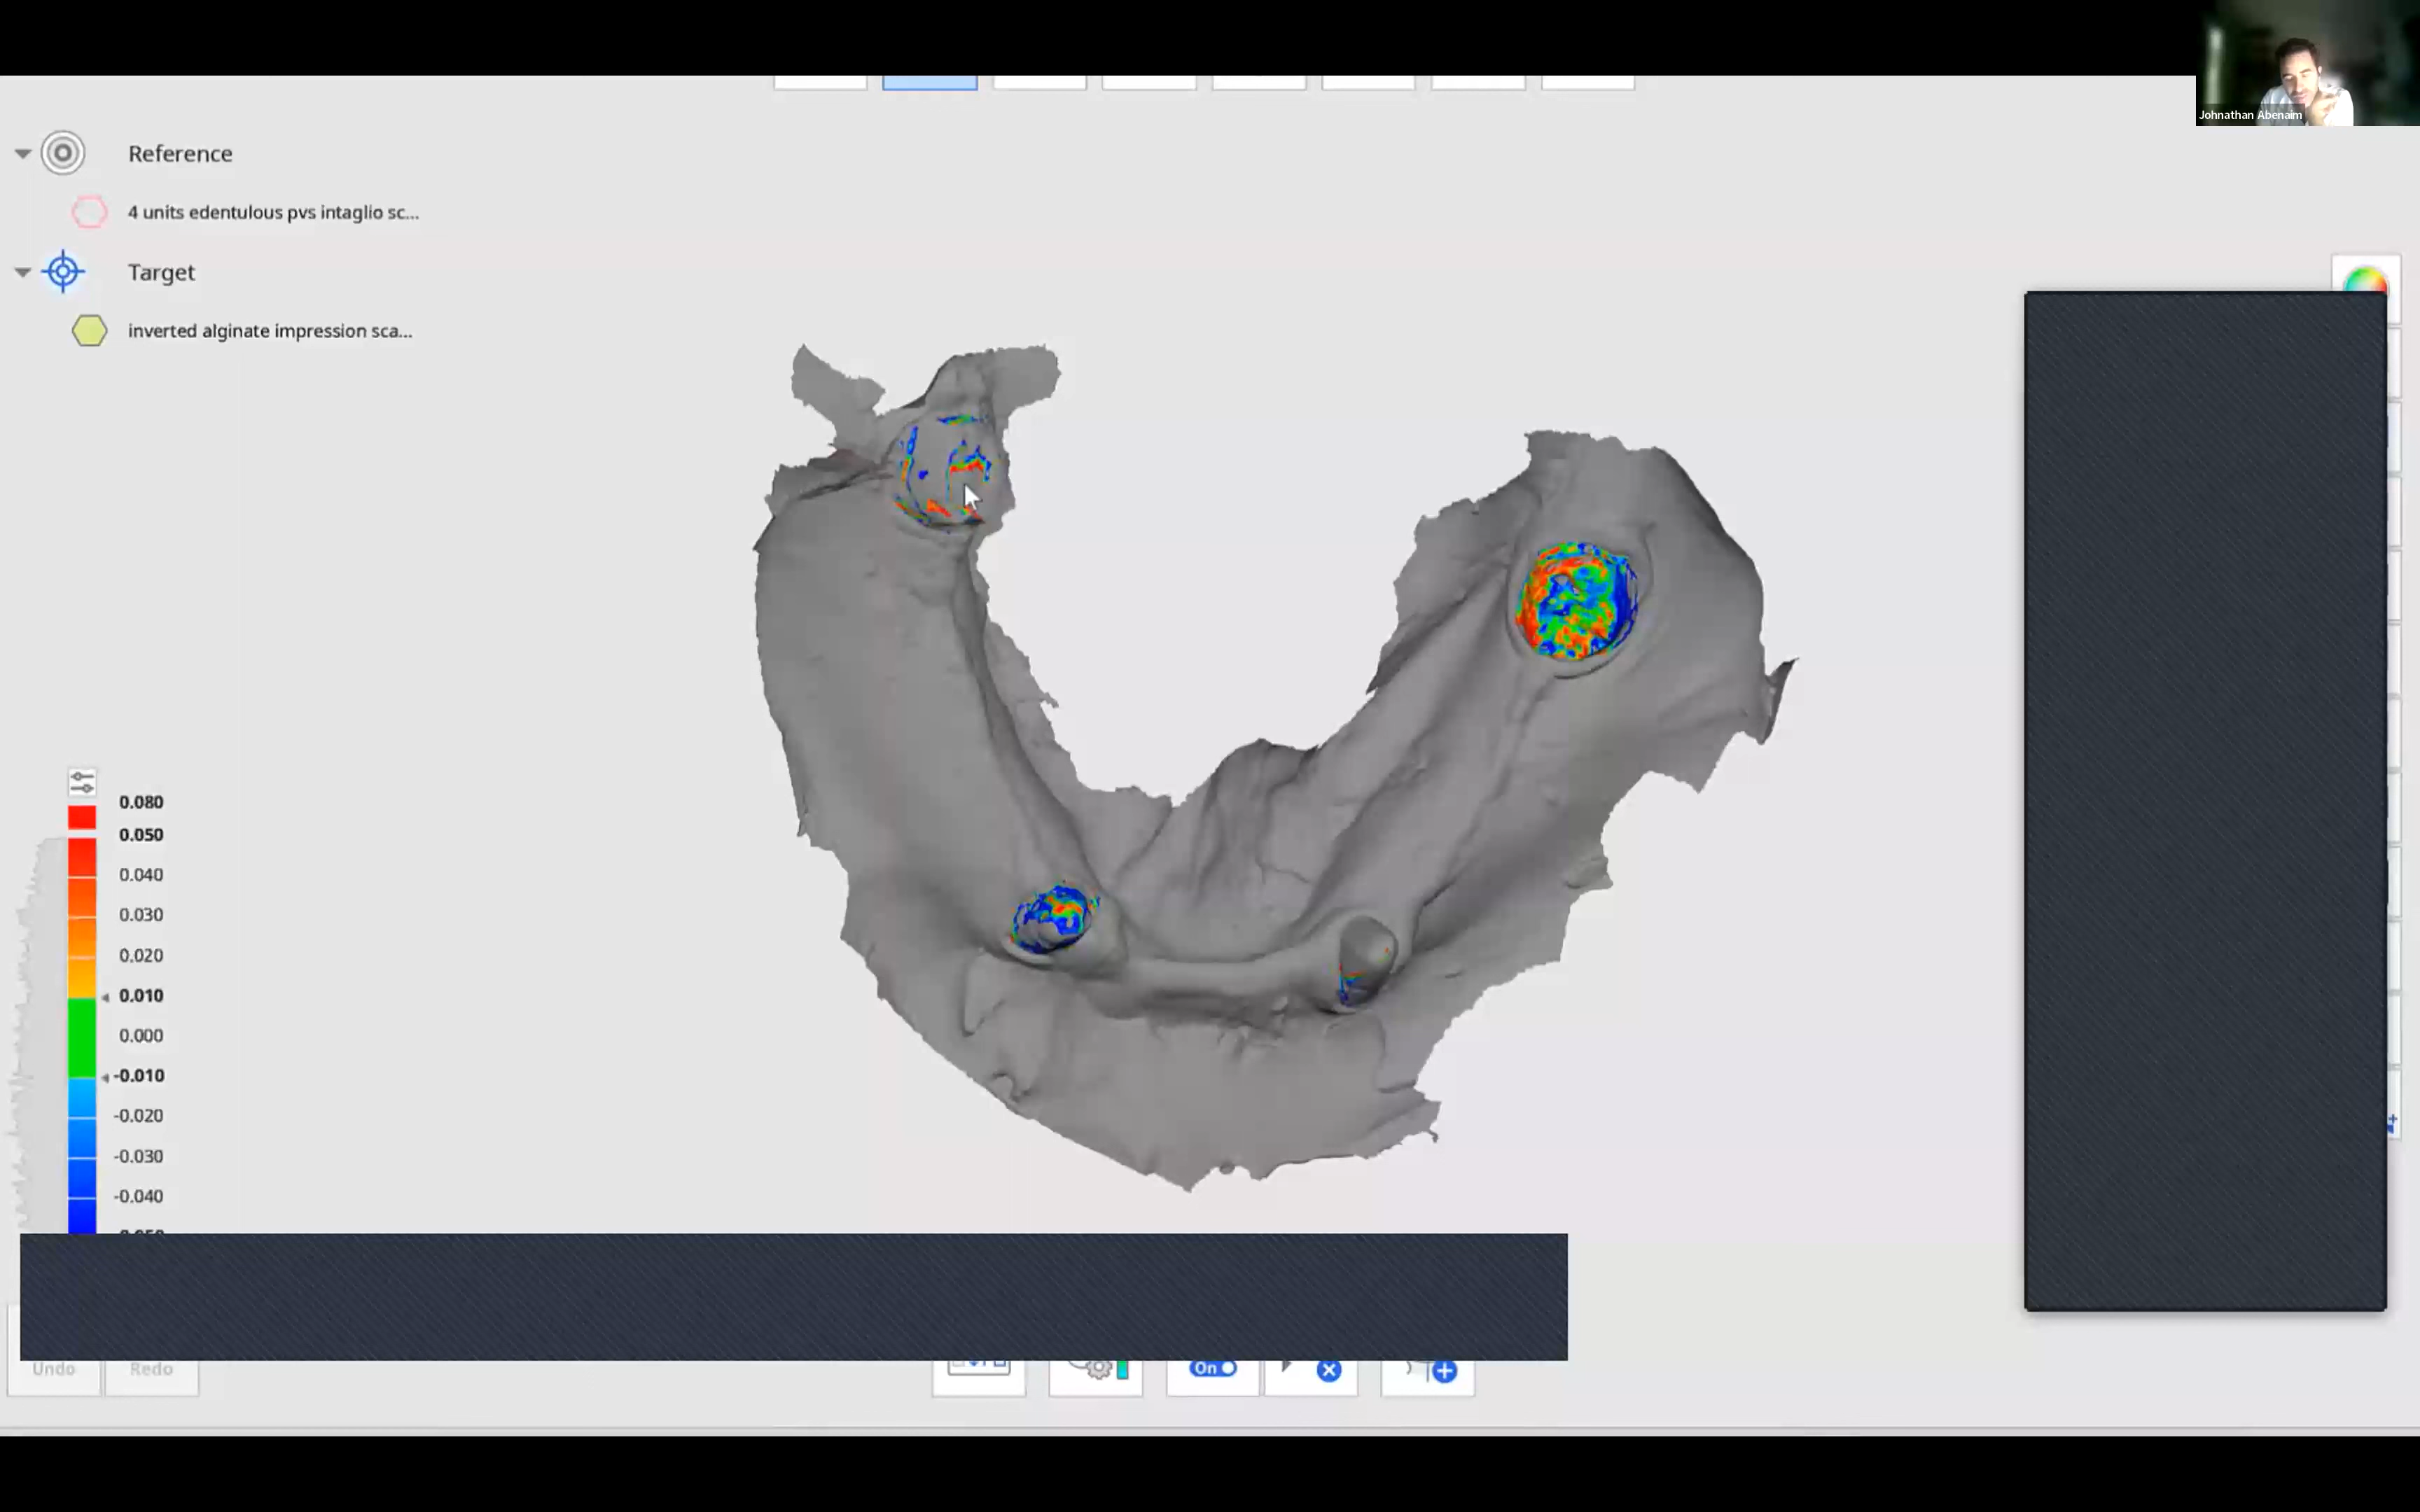 Johnathan Abenaim
Reference
4 units edentulous pvs intaglio sc...
Target
inverted alginate impression sca...
0.080
0.050
0.040
0.030
0.020
0.010
0.000
-0.010
-0.020
-0.030
-0.040
Undo
Redo
On